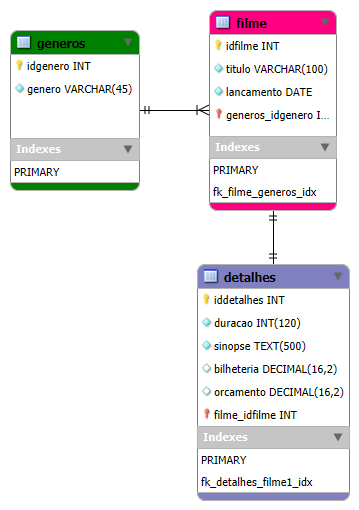 generos
idgenero INT
genero VARCHAR(45)
Indexes
PRIMARY
filme
idfilme INT
titulo VARCHAR(100)
lancamento DATE
generos_idgenero I...
Indexes
PRIMARY
fk_filme_generos_idx
detalhes
iddetalhes INT
duracao INT(120)
sinopse TEXT(500)
bilheteria DECIMAL(16,2)
orcamento DECIMAL(16,2)
filme_idfilme INT
Indexes
PRIMARY
fk_detalhes_filme1_idx